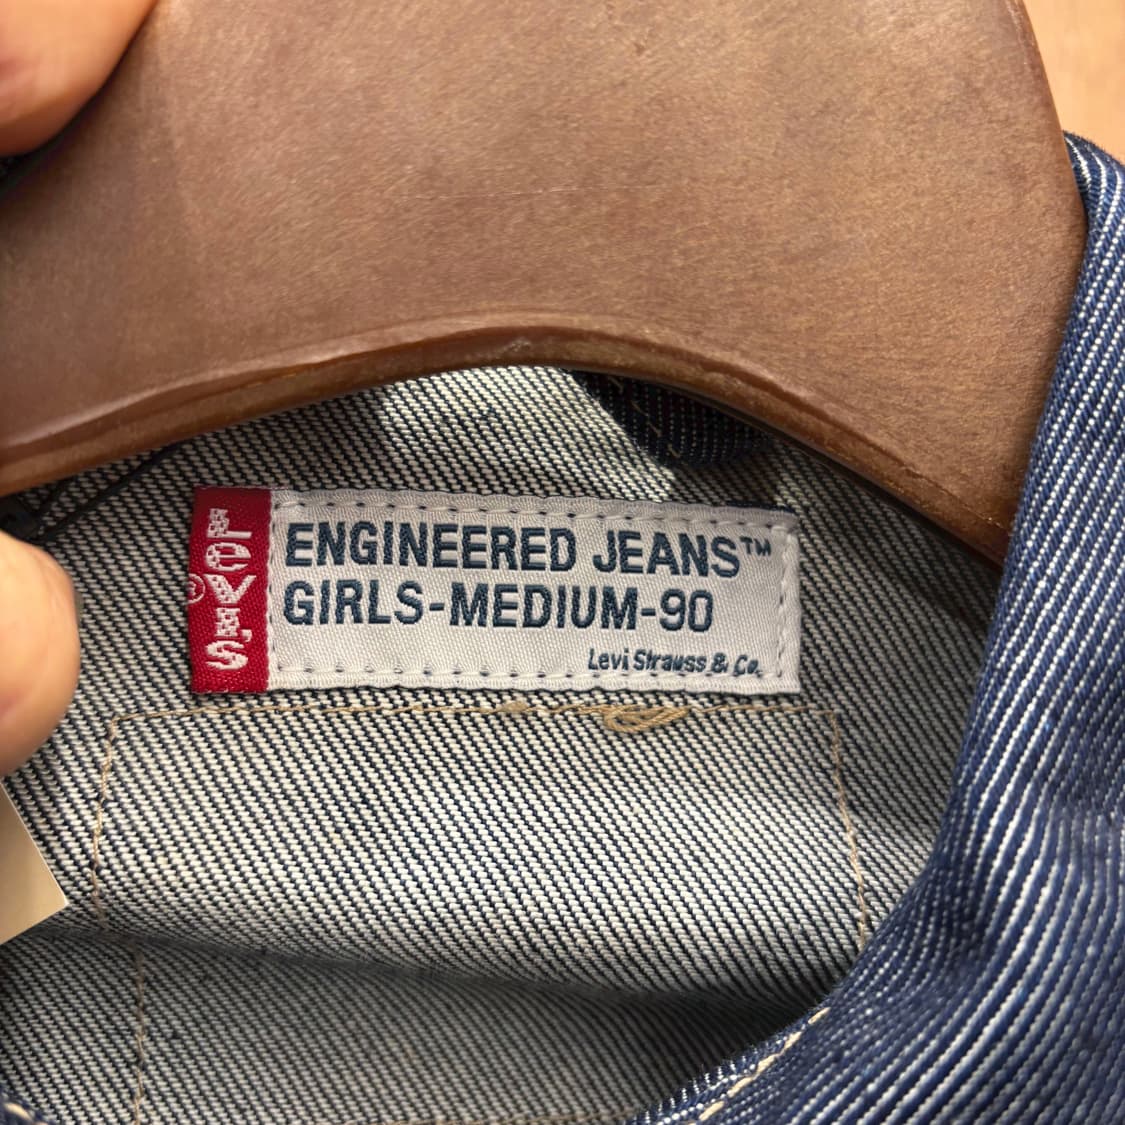 LEVI'S®
ENGINEERED JEANS™
GIRLS-MEDIUM-90
Levi Strauss & Co.